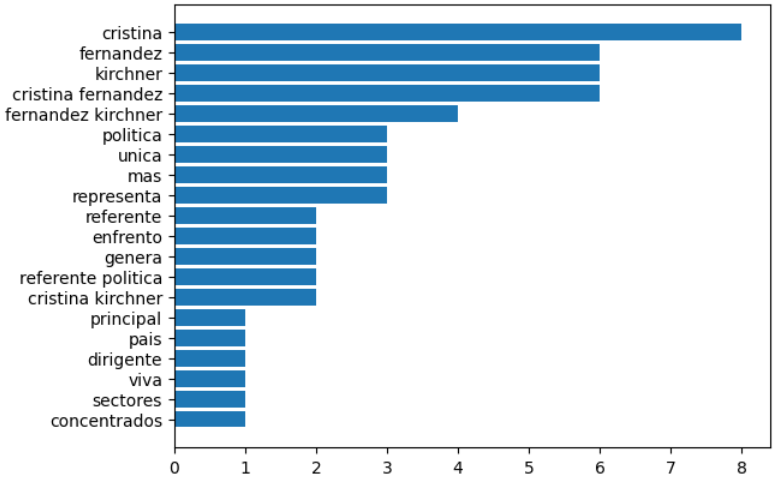 cristina
fernandez
kirchner
cristina fernandez
fernandez kirchner
politica
unica
mas
representa
referente
enfrento
genera
referente politica
cristina kirchner
principal
pais
dirigente
viva
sectores
concentrados
0 1 2 3 4 5 6 7 8